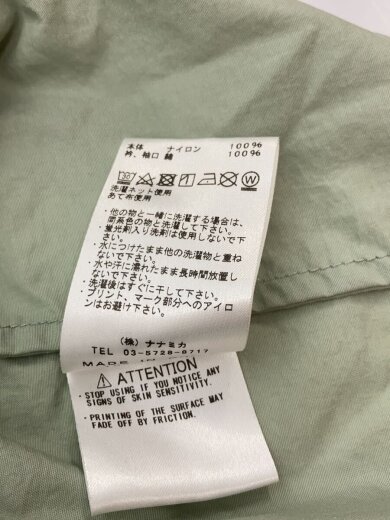 本体 ナイロン 100%
衿、袖口 綿 100%
洗濯ネット使用
あて布使用
・他の物と一緒に洗濯する場合は、
同系色の物と洗濯して下さい。
・蛍光剤入り洗剤は使用しないで下
さい。
・水につけたまま他の洗濯物と重ね
ないで下さい。
・水や汗に濡れたまま長時間放置し
ないで下さい。
・洗濯後はすぐに干して下さい。
・プリント、マーク部分へのアイロ
ンはお避け下さい。
(株) ナナミカ
TEL 03-5728-6717
MADE IN
ATTENTION
・STOP USING IF YOU NOTICE ANY
SIGNS OF SKIN SENSITIVITY.
・PRINTING OF THE SURFACE MAY
FADE OFF BY FRICTION.